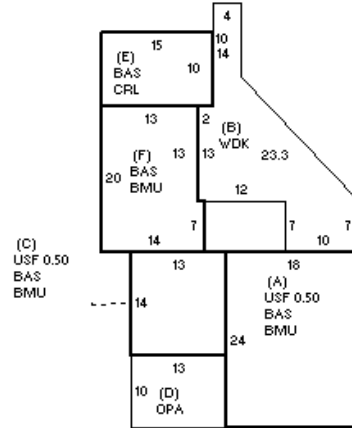 4
15
10
14
(E)
BAS
CRL
10
13
2
(B)
WDK
(F)
BAS
BMU
13
13
23.3
20
12
7
7
7
14
10
(C)
USF 0.50
BAS
BMU
13
18
14
(A)
USF 0.50
BAS
BMU
24
13
10
(D)
OPA